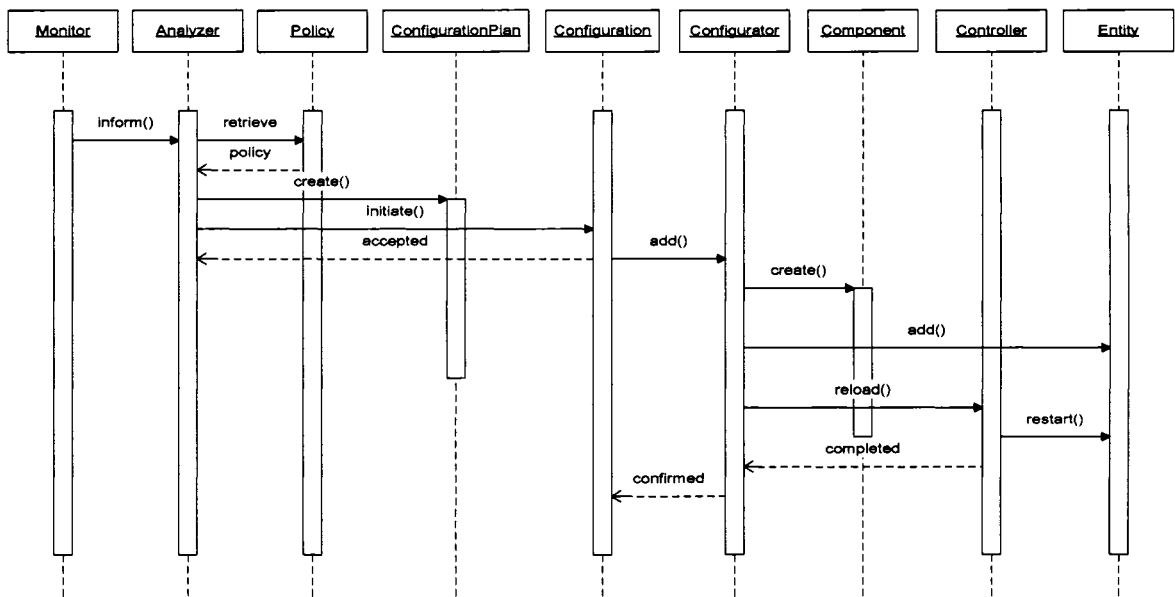 Monitor
Analyzer
Policy
ConfigurationPlan
Configuration
Configurator
Component
Controller
Entity
inform()
retrieve
policy
create()
initiate()
accepted
add()
create()
add()
reload()
restart()
completed
confirmed